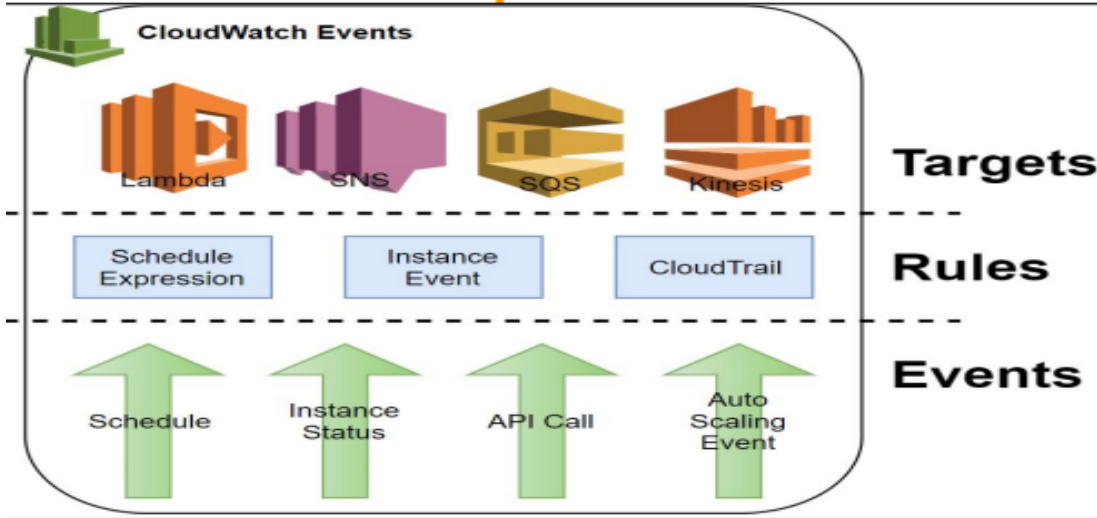 CloudWatch Events
Lambda
SNS
SQS
Kinesis
Targets
Schedule
Expression
Instance
Event
CloudTrail
Rules
Schedule
Instance
Status
API Call
Auto
Scaling
Event
Events